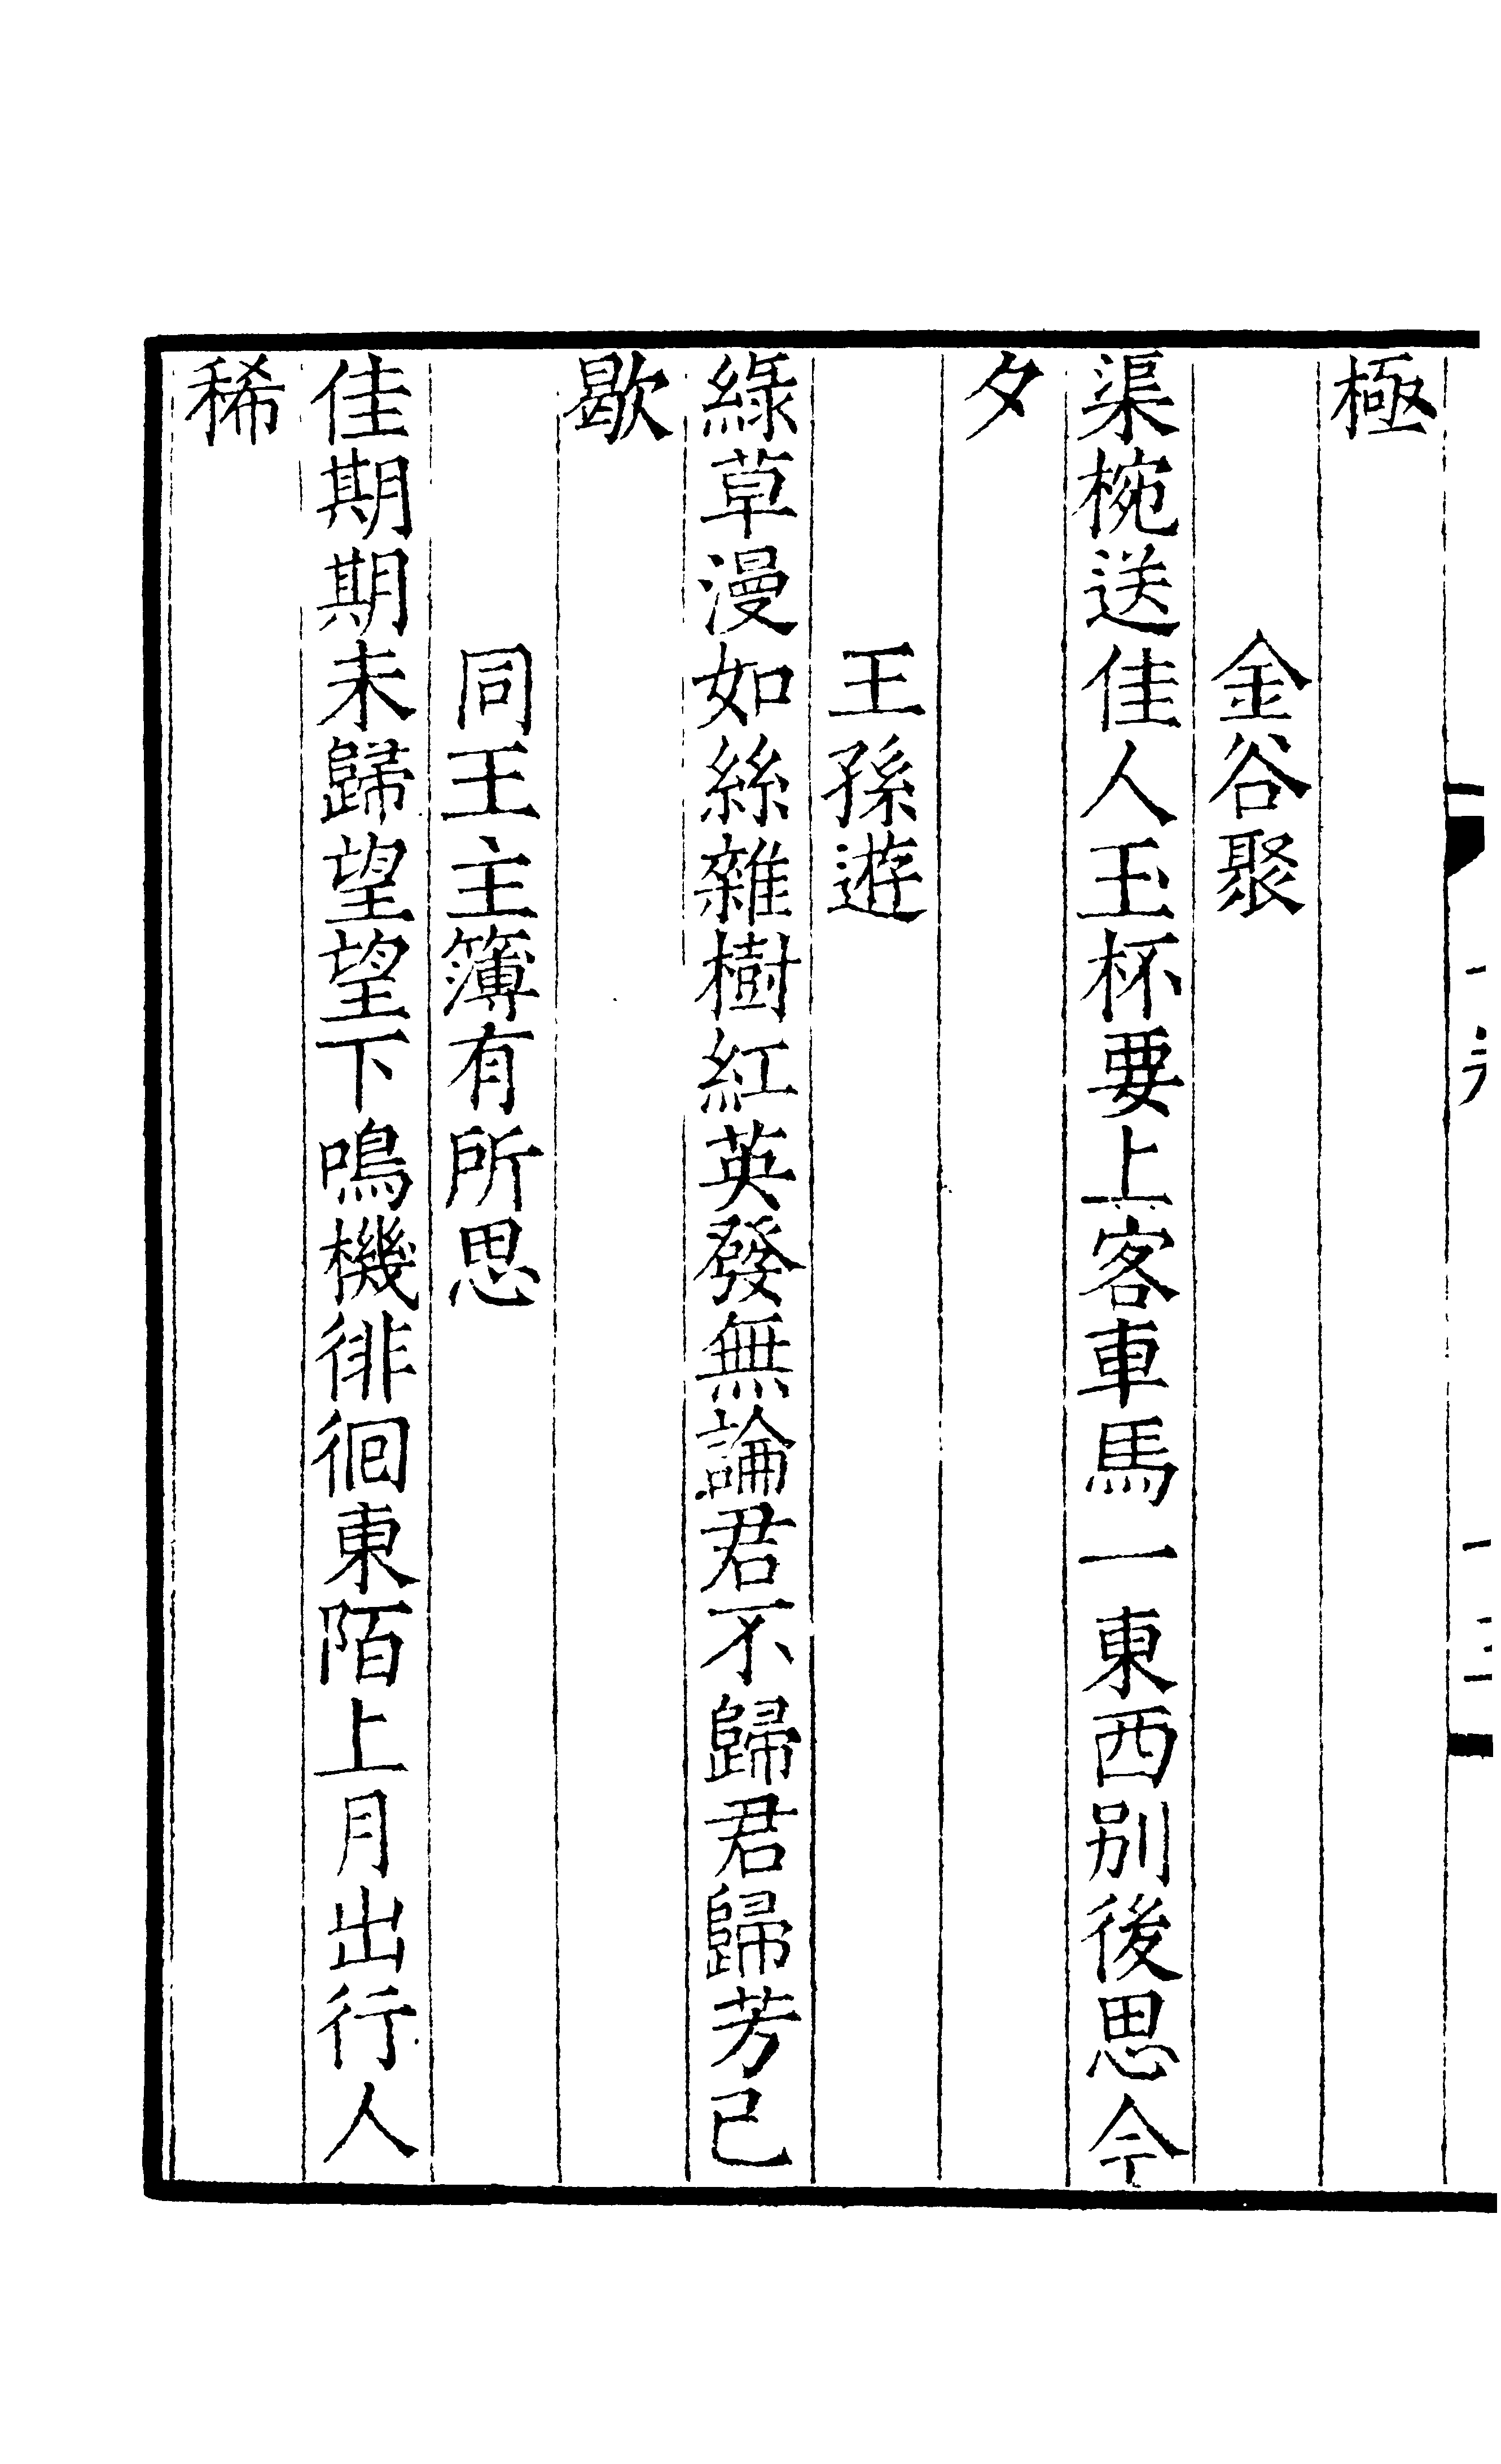 極
金谷聚
渠椀送佳人玉杯要上客車馬一東西別後思今
夕
王孫遊
綠草漫如絲雜樹紅英發無論君不歸君歸芳已
歇
同王主簿有所思
佳期期未歸望望下鳴機徘徊東陌上月出行人
稀